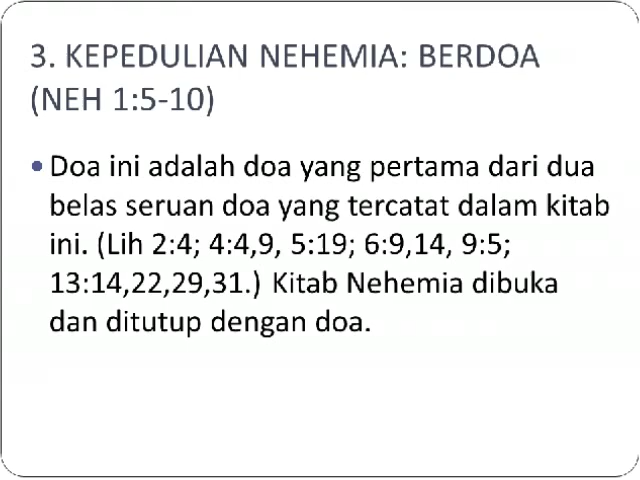 3. KEPEDULIAN NEHEMIA: BERDOA
(NEH 1:5-10)
• Doa ini adalah doa yang pertama dari dua
belas seruan doa yang tercatat dalam kitab
ini. (Lih 2:4; 4:4,9, 5:19; 6:9,14, 9:5;
13:14,22,29,31.) Kitab Nehemia dibuka
dan ditutup dengan doa.